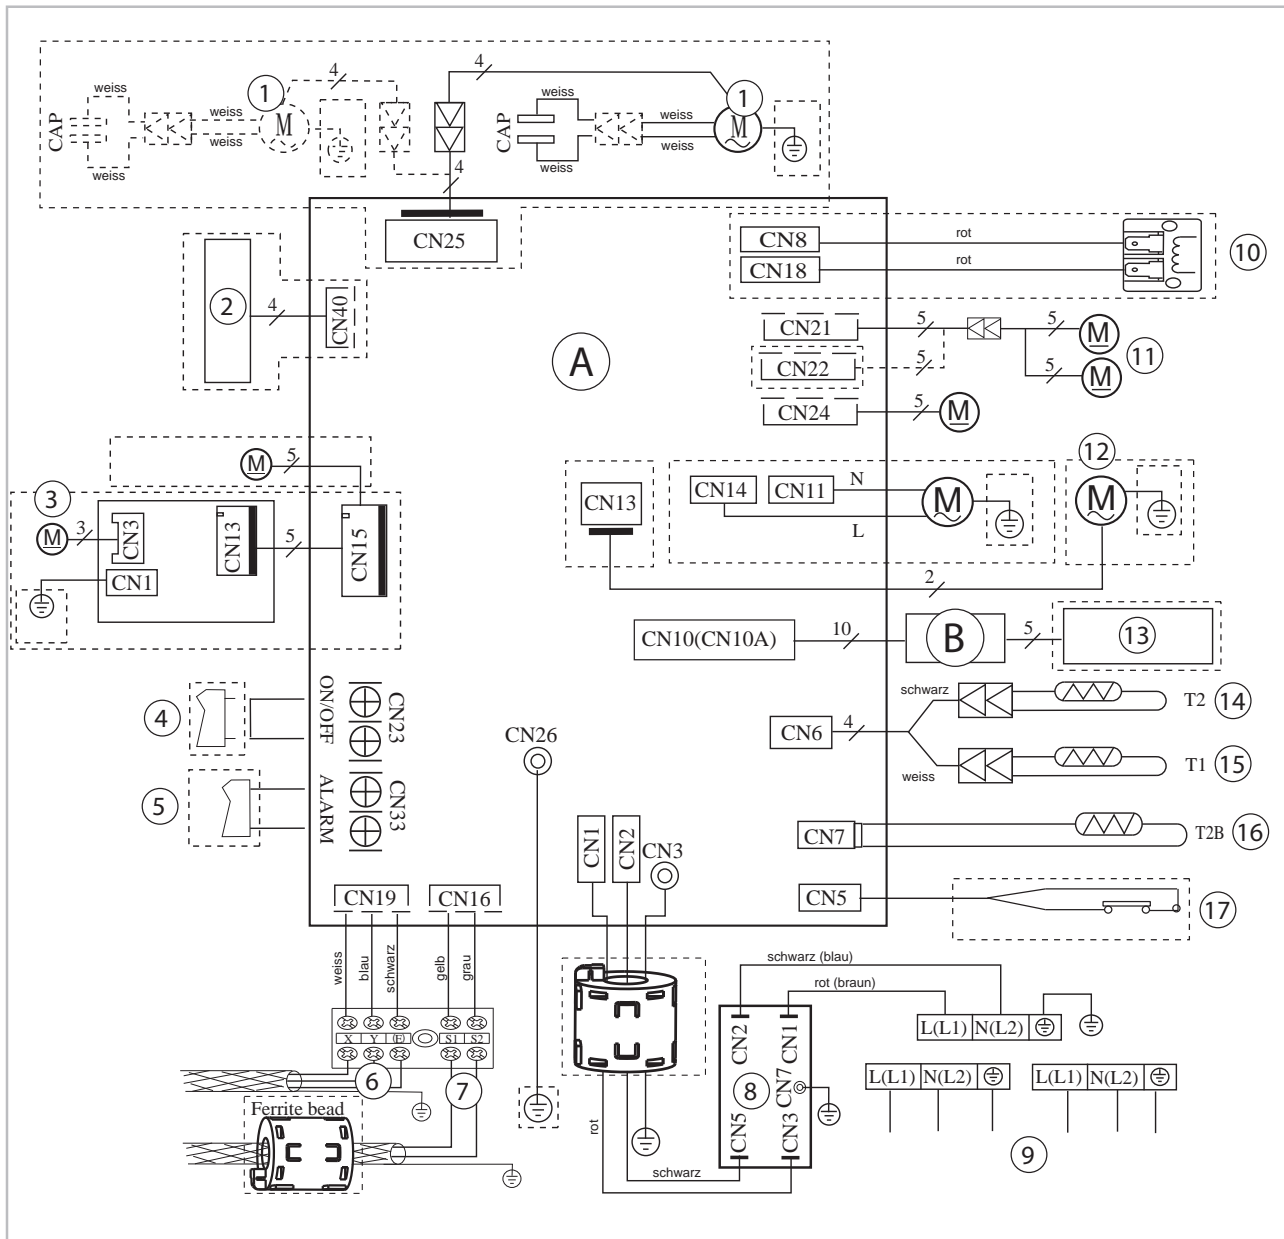 4
4
weiss
1
1
weiss
weiss
weiss
CAP
M
CAP
M
weiss
weiss
weiss
weiss
4
CN25
CN8
rot
10
CN18
rot
2
4
CN40
CN21
5
5
M
11
A
CN22
5
5
M
CN24
5
M
M
5
12
3
CN14
CN11
N
M
M
CN13
L
M
3
CN3
CN13
5
CN15
CN1
2
CN10(CN10A)
10
B
5
13
schwarz
T2
14
4
ON/OFF
CN23
CN26
CN6
4
weiss
T1
15
5
ALARM
CN33
CN1
CN2
CN3
CN7
T2B
16
CN5
17
CN19
CN16
weiss
blau
schwarz
gelb
grau
schwarz (blau)
rot (braun)
X
Y
(E)
S1
S2
CN2
CN1
L(L1)
N(L2)
6
7
8
CN7
L(L1)
N(L2)
L(L1)
N(L2)
Ferrite bead
CN5
CN3
rot
9
schwarz